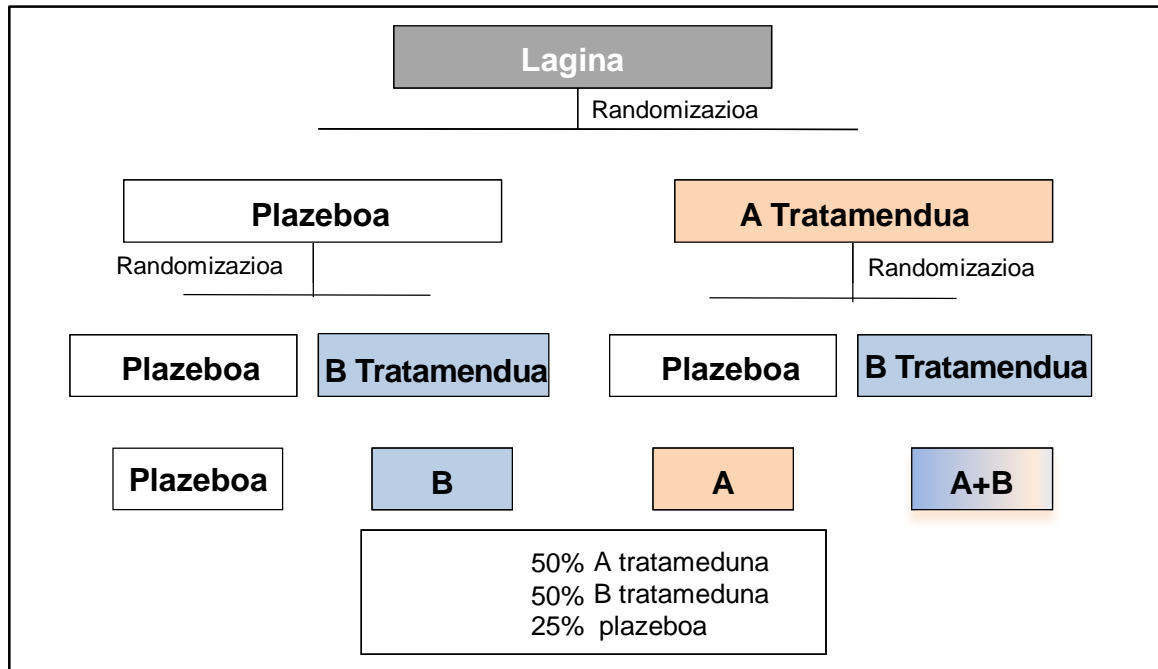 Lagina
Randomizazioa
Plazeboa
A Tratamendua
Randomizazioa
Randomizazioa
Plazeboa
B Tratamendua
Plazeboa
B Tratamendua
Plazeboa
B
A
A+B
50% A tratameduna
50% B tratameduna
25% plazeboa